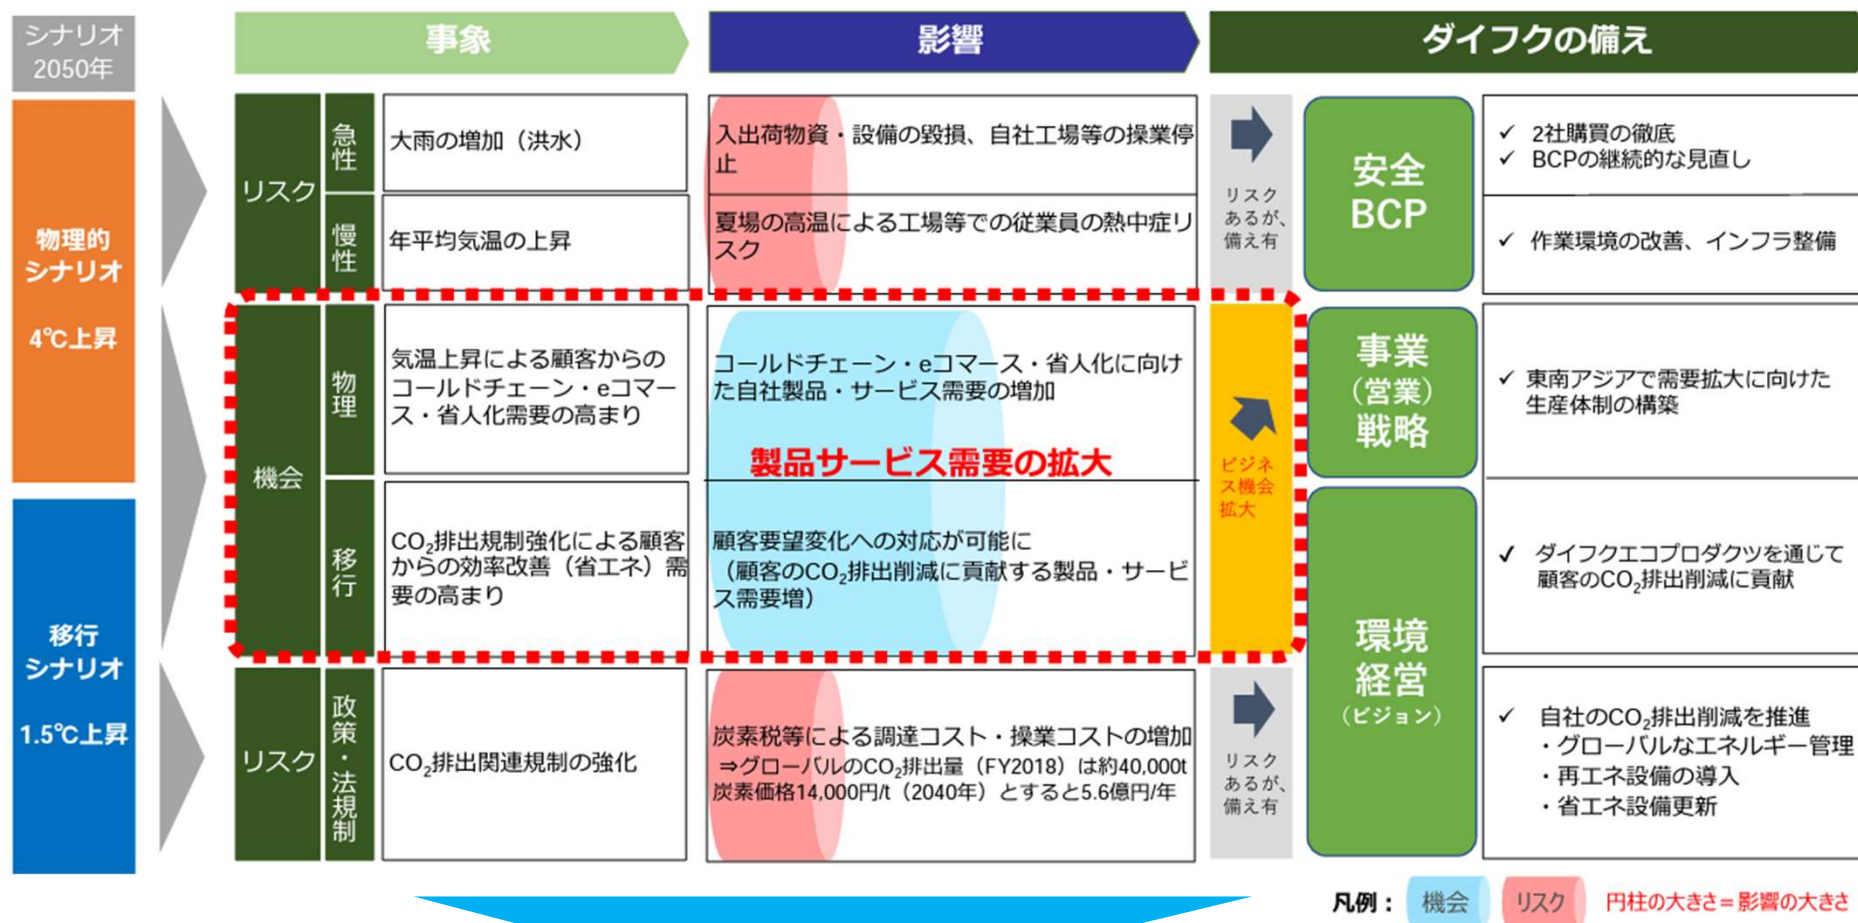 シナリオ
2050年
事象
影響
ダイフクの備え
物理的
シナリオ
4℃上昇
移行
シナリオ
1.5℃上昇
リスク
急性
大雨の増加（洪水）
入出荷物資・設備の毀損、自社工場等の操業停
止
慢性
年平均気温の上昇
夏場の高温による工場等での従業員の熱中症リ
スク
リスク
あるが、
備え有
安全
BCP
✓ 2社購買の徹底
✓ BCPの継続的な見直し
✓ 作業環境の改善、インフラ整備
機会
物理
気温上昇による顧客からの
コールドチェーン・eコマー
ス・省人化需要の高まり
コールドチェーン・eコマース・省人化に向け
た自社製品・サービス需要の増加
製品サービス需要の拡大
移行
CO₂排出規制強化による顧客
からの効率改善（省エネ）需
要の高まり
顧客要望変化への対応が可能に
（顧客のCO₂排出削減に貢献する製品・サービ
ス需要増）
ビジネ
ス機会
拡大
事業
（営業）
戦略
✓ 東南アジアで需要拡大に向けた
生産体制の構築
環境
経営
（ビジョン）
✓ ダイフクエコプロダクツを通じて
顧客のCO₂排出削減に貢献
リスク
政策・法規制
CO₂排出関連規制の強化
炭素税等による調達コスト・操業コストの増加
⇒グローバルのCO₂排出量（FY2018）は約40,000t
炭素価格14,000円/t（2040年）とすると5.6億円/年
リスク
あるが、
備え有
✓ 自社のCO₂排出削減を推進
・グローバルなエネルギー管理
・再エネ設備の導入
・省エネ設備更新
凡例： 機会 リスク 円柱の大きさ＝影響の大きさ